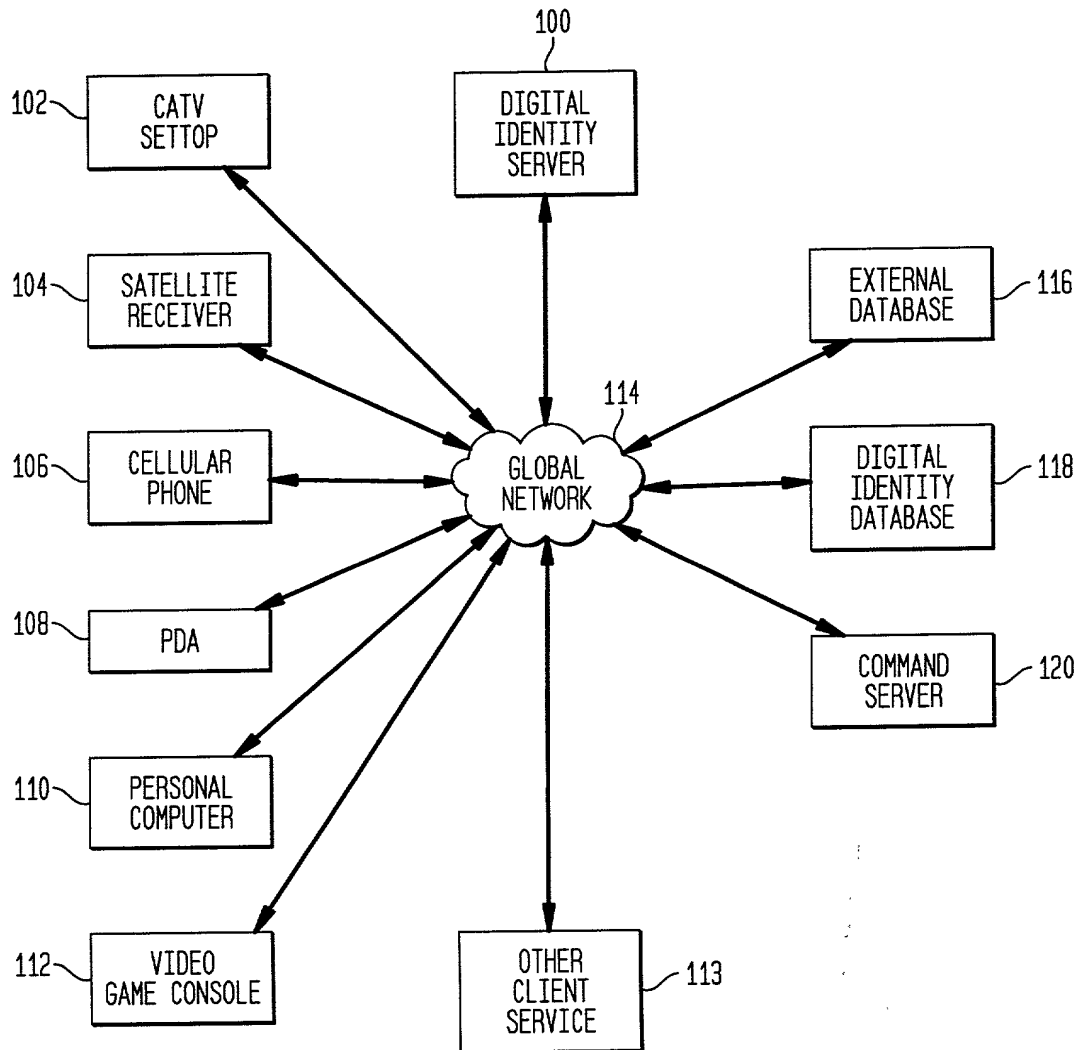 100
DIGITAL
IDENTITY
SERVER
102
CATV
SETTOP
104
SATELLITE
RECEIVER
116
EXTERNAL
DATABASE
114
GLOBAL
NETWORK
106
CELLULAR
PHONE
118
DIGITAL
IDENTITY
DATABASE
108
PDA
120
COMMAND
SERVER
110
PERSONAL
COMPUTER
112
VIDEO
GAME CONSOLE
113
OTHER
CLIENT
SERVICE